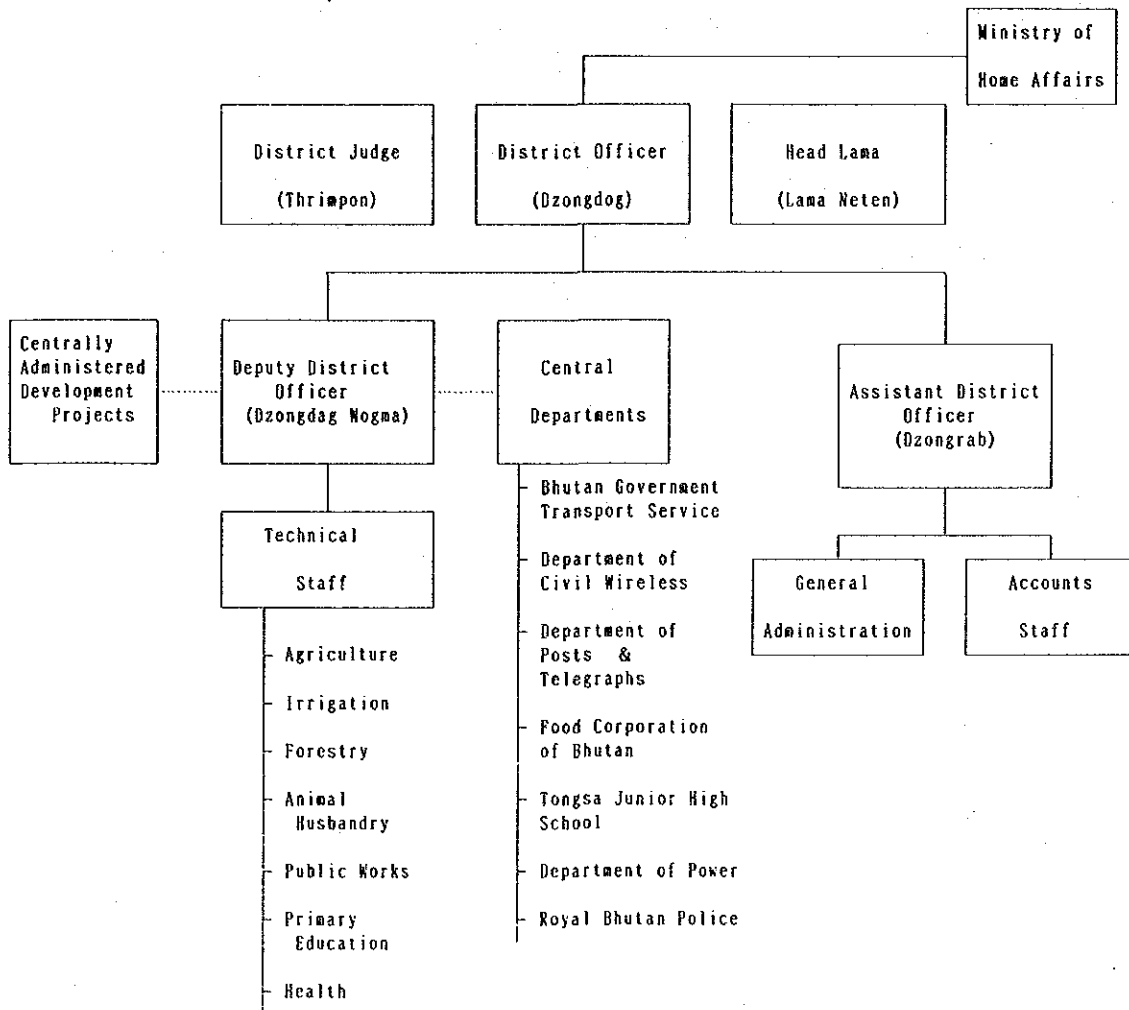 Ministry of
Home Affairs
District Judge
(Thrimpon)
District Officer
(Dzongdog)
Head Lama
(Lama Neten)
Centrally
Administered
Development
Projects
Deputy District
Officer
(Dzongdag Wogma)
Central
Departments
Assistant District
Officer
(Dzongrab)
Technical
Staff
Agriculture
Irrigation
Forestry
Animal
Husbandry
Public Works
Primary
Education
Health
Bhutan Government
Transport Service
Department of
Civil Wireless
Department of
Posts &
Telegraphs
Food Corporation
of Bhutan
Tongsa Junior High
School
Department of Power
Royal Bhutan Police
General
Administration
Accounts
Staff